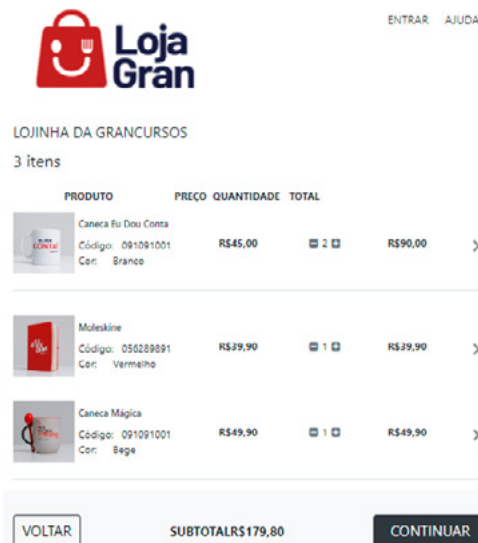 ENTRAR AJUDA
Loja
Gran
LOJINHA DA GRANCURSOS
3 itens
PRODUTO PREÇO QUANTIDADE TOTAL
Caneca Eu Dou Conta
Código: 091091001 R$45,00 2 R$90,00
Cor: Branco
CONTA!
Moleskine
Código: 056289891 R$39,90 1 R$39,90
Cor: Vermelho
Caneca Mágica
Código: 091091001 R$49,90 1 R$49,90
Cor: Bege
VOLTAR SUBTOTALR$179,80 CONTINUAR